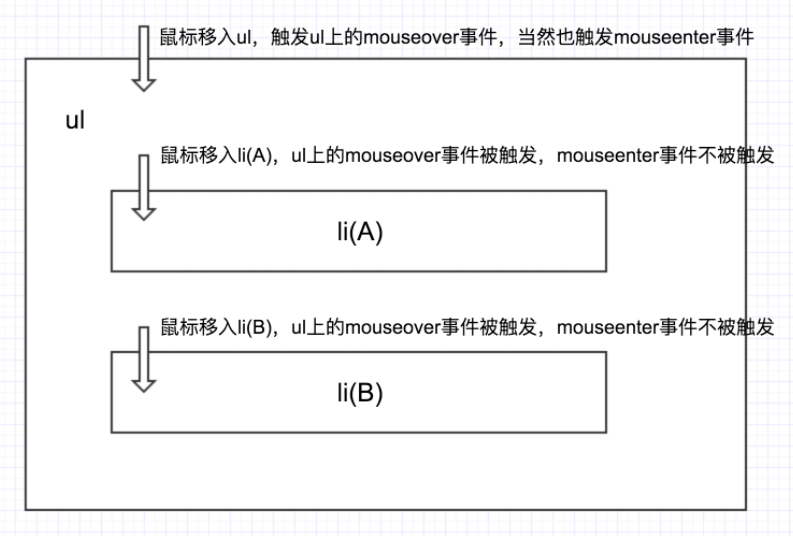 鼠标移入ul，触发ul上的mouseover事件，当然也触发mouseenter事件
ul
鼠标移入li(A)，ul上的mouseover事件被触发，mouseenter事件不被触发
li(A)
鼠标移入li(B)，ul上的mouseover事件被触发，mouseenter事件不被触发
li(B)